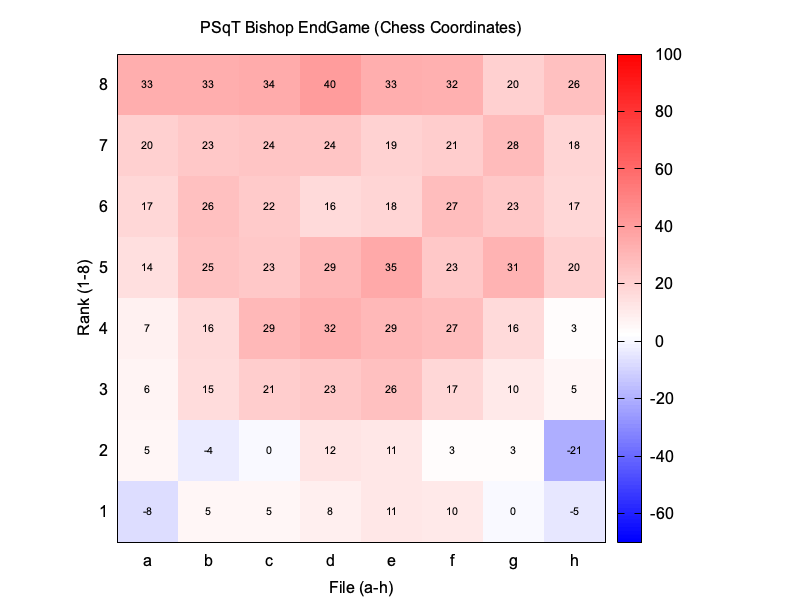 PSqT Bishop EndGame (Chess Coordinates)
100
8 33 33 34 40 33 32 20 26
80
7 20 23 24 24 19 21 28 18
60
6 17 26 22 16 18 27 23 17
40
5 14 25 23 29 35 23 31 20
20
Rank (1-8)
4 7 16 29 32 29 27 16 3
0
3 6 15 21 23 26 17 10 5
-20
2 5 -4 0 12 11 3 3 -21
-40
1 -8 5 5 8 11 10 0 -5
-60
a b c d e f g h
File (a-h)